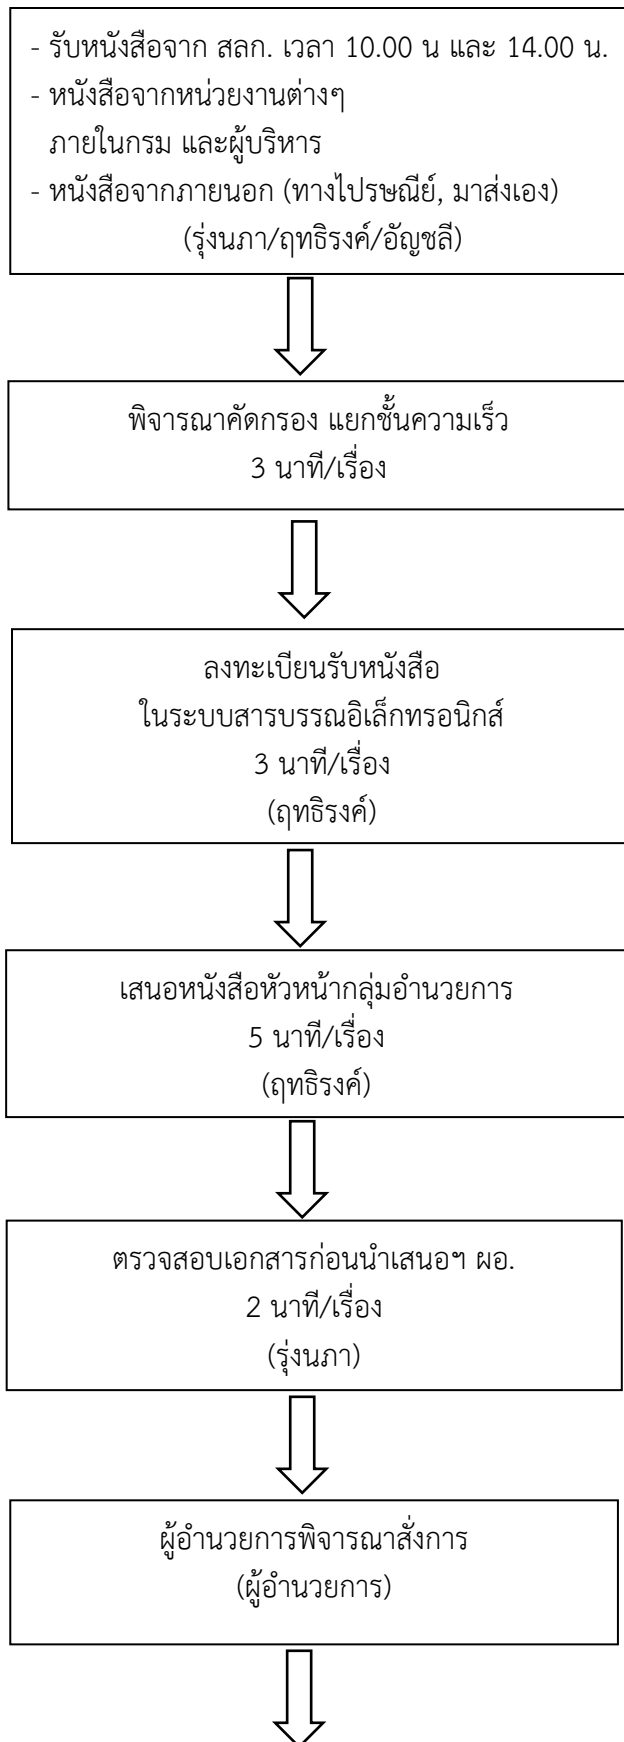 - รับหนังสือจาก สลก. เวลา 10.00 น และ 14.00 น.
- หนังสือจากหน่วยงานต่างๆ
ภายในกรม และผู้บริหาร
- หนังสือจากภายนอก (ทางไปรษณีย์, มาส่งเอง)
(รุ่งนภา/ฤทธิรงค์/อัญชลี)
พิจารณาคัดกรอง แยกชั้นความเร็ว
3 นาที/เรื่อง
ลงทะเบียนรับหนังสือ
ในระบบสารบรรณอิเล็กทรอนิกส์
3 นาที/เรื่อง
(ฤทธิรงค์)
เสนอหนังสือหัวหน้ากลุ่มอำนวยการ
5 นาที/เรื่อง
(ฤทธิรงค์)
ตรวจสอบเอกสารก่อนนำเสนอฯ ผอ.
2 นาที/เรื่อง
(รุ่งนภา)
ผู้อำนวยการพิจารณาสั่งการ
(ผู้อำนวยการ)